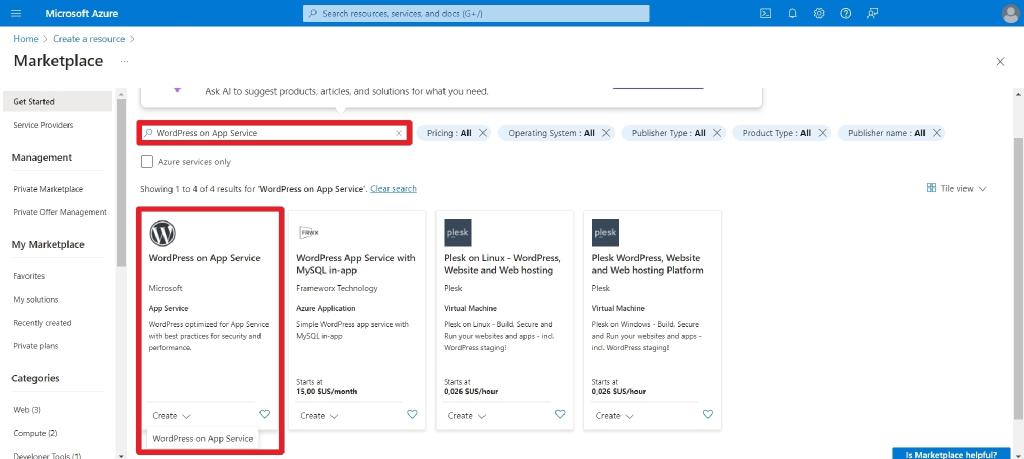 Microsoft Azure
Search resources, services, and docs (G+/)
Home > Create a resource >
Marketplace ...
Get Started
Service Providers
Management
Private Marketplace
Private Offer Management
My Marketplace
Favorites
My solutions
Recently created
Private plans
Categories
Web (3)
Compute (2)
Developer Tools (1)
Ask AI to suggest products, articles, and solutions for what you need.
WordPress on App Service
Pricing : All
Operating System : All
Publisher Type : All
Product Type : All
Publisher name : All
Azure services only
Showing 1 to 4 of 4 results for 'WordPress on App Service'. Clear search
Tile view
WordPress on App Service
Microsoft
App Service
WordPress optimized for App Service
with best practices for security and
performance.
Create
WordPress on App Service
FRWX
WordPress App Service with
MySQL in-app
Frameworx Technology
Azure Application
Simple WordPress app service with
MySQL in-app
Starts at
15,00 $US/month
Create
plesk
Plesk on Linux - WordPress,
Website and Web hosting
Plesk
Virtual Machine
Plesk on Linux - Build, Secure and
Run your websites and apps - incl.
WordPress staging!
Starts at
0,026 $US/hour
Create
plesk
Plesk WordPress, Website
and Web hosting Platform
Plesk
Virtual Machine
Plesk on Windows - Build, Secure
and Run your websites and apps -
incl. WordPress staging!
Starts at
0,026 $US/hour
Create
Is Marketplace helpful?